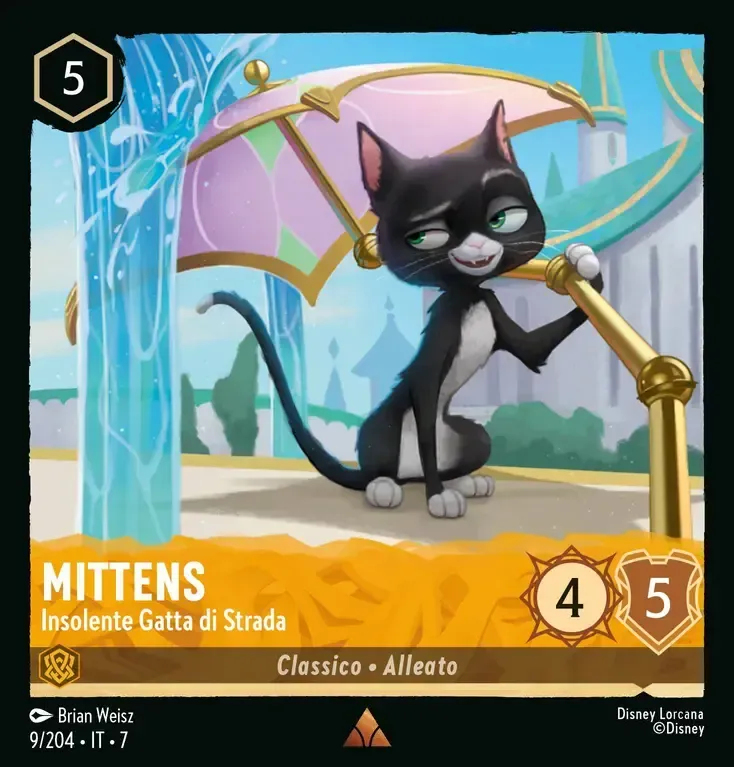 5
MITTENS
Insolente Gatta di Strada
4
5
Classico • Alleato
Brian Weisz
Disney Lorcana
9/204 • IT • 7
©Disney